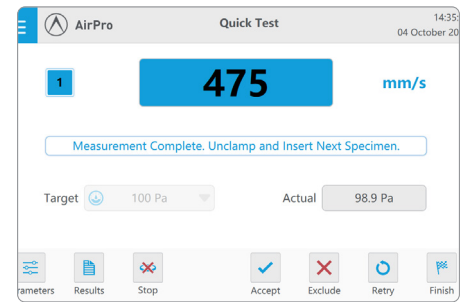 AirPro
Quick Test
14:35:
04 October 20
1
475
mm/s
Measurement Complete. Unclamp and Insert Next Specimen.
Target
100 Pa
Actual
98.9 Pa
rameters
Results
Stop
Accept
Exclude
Retry
Finish